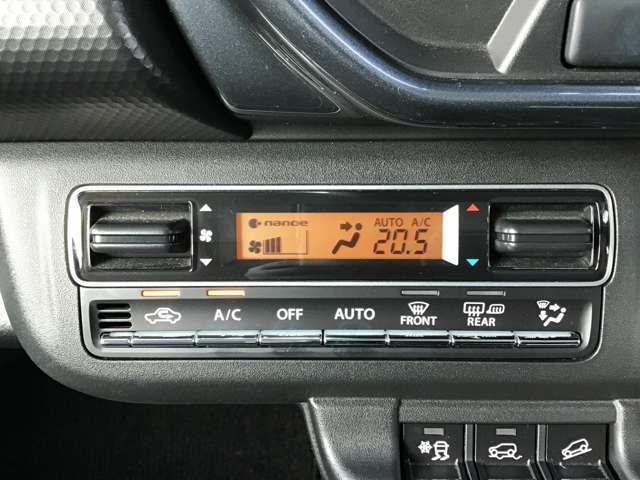 nanoe
AUTO A/C
20.5
A/C OFF AUTO FRONT REAR